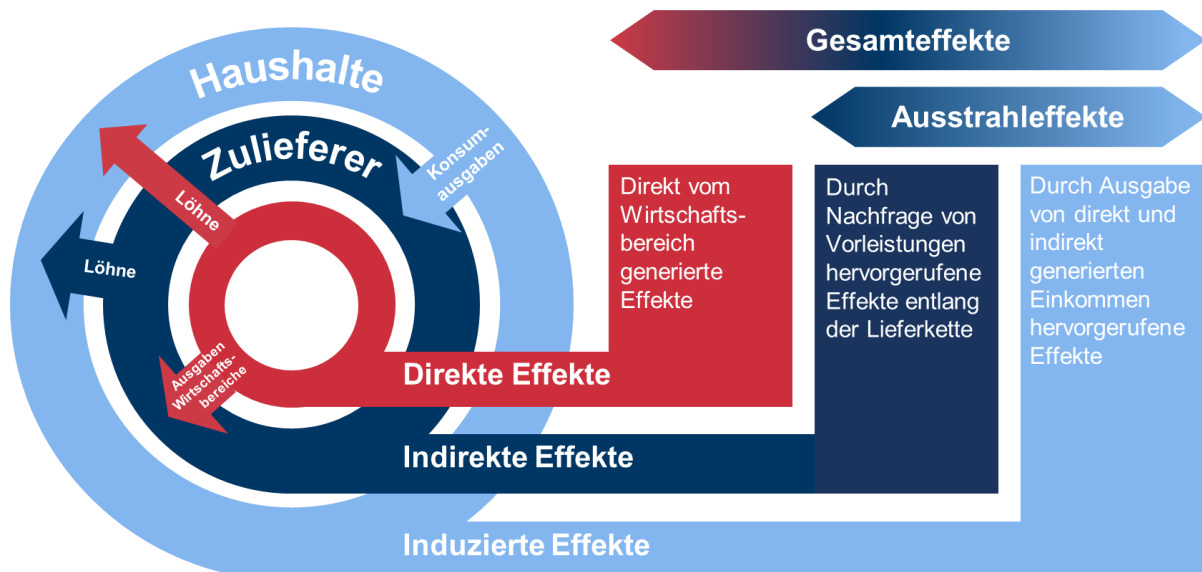 Haushalte
Zulieferer
Konsum-
ausgaben
Löhne
Löhne
Ausgaben
Wirtschafts-
bereiche
Direkte Effekte
Indirekte Effekte
Induzierte Effekte
Gesamteffekte
Ausstrahleffekte
Direkt vom
Wirtschafts-
bereich
generierte
Effekte
Durch
Nachfrage von
Vorleistungen
hervorgerufene
Effekte entlang
der Lieferkette
Durch Ausgabe
von direkt und
indirekt
generierten
Einkommen
hervorgerufene
Effekte